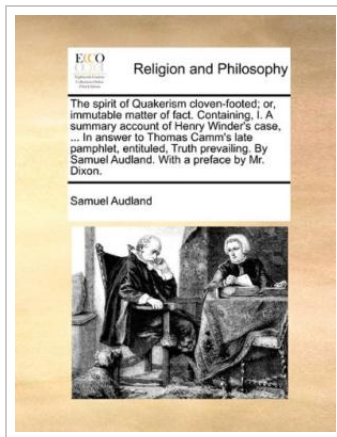 ECCO
Religion and Philosophy
The spirit of Quakerism cloven-footed; or,
immutable matter of fact. Containing, I. A
summary account of Henry Winder's case,
... In answer to Thomas Camm's late
pamphlet, entituled, Truth prevailing. By
Samuel Audland. With a preface by Mr.
Dixon.
Samuel Audland